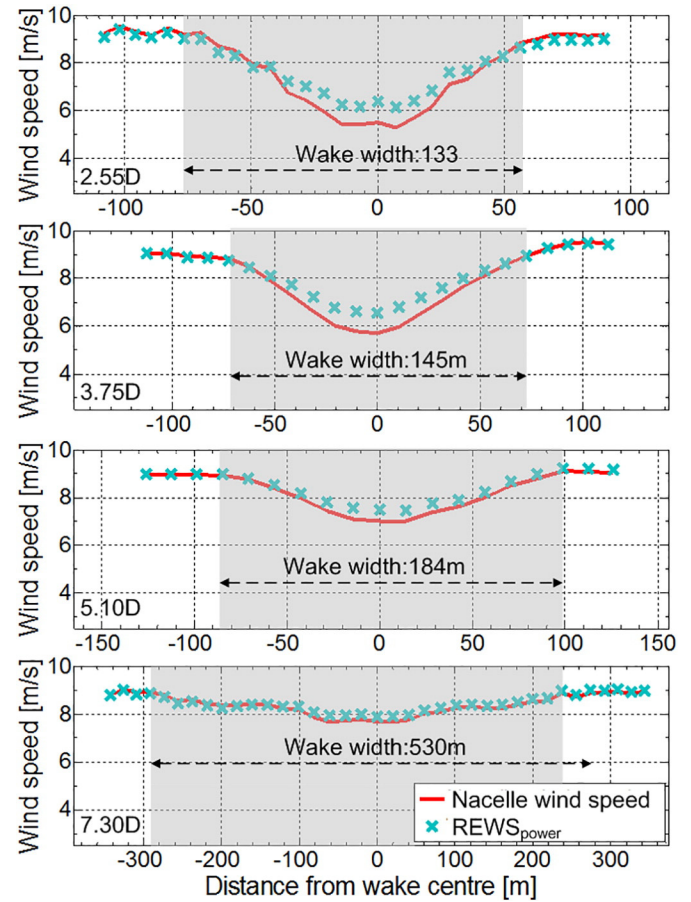 10
8
6
4
Wind speed [m/s]
Wake width:133
2.55D
-100 -50 0 50 100
10
8
6
4
Wind speed [m/s]
Wake width:145m
3.75D
-100 -50 0 50 100
10
8
6
4
Wind speed [m/s]
Wake width:184m
5.10D
-150 -100 -50 0 50 100 150
10
8
6
4
Wind speed [m/s]
Wake width:530m
7.30D
Nacelle wind speed
REWSpower
-300 -200 -100 0 100 200 300
Distance from wake centre [m]